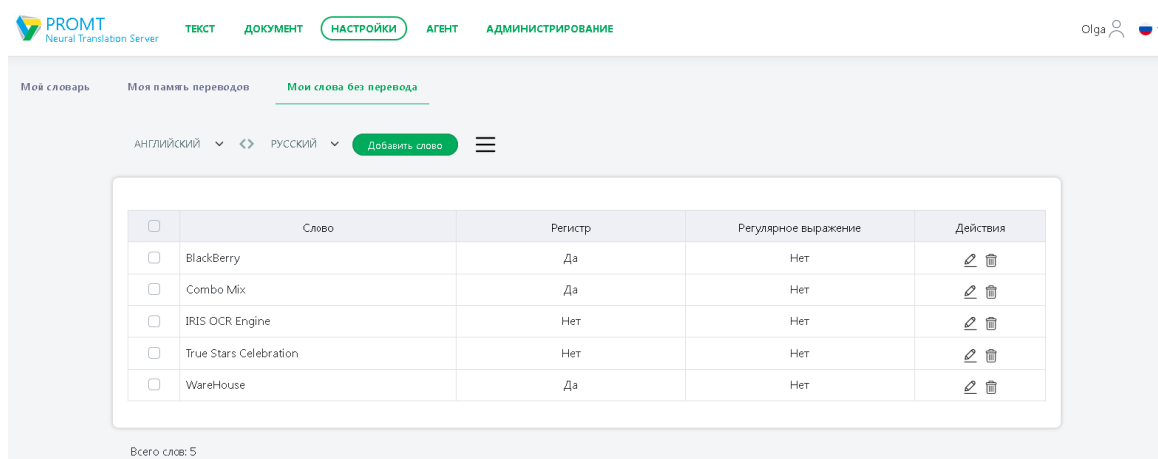 PROMT
Neural Translation Server
ТЕКСТ ДОКУМЕНТ НАСТРОЙКИ АГЕНТ АДМИНИСТРИРОВАНИЕ
Olga
Мой словарь Моя память переводов Мои слова без перевода
АНГЛИЙСКИЙ РУССКИЙ Добавить слово
Слово Регистр Регулярное выражение Действия
BlackBerry Да Нет
Combo Mix Да Нет
IRIS OCR Engine Нет Нет
True Stars Celebration Нет Нет
WareHouse Да Нет
Всего слов: 5